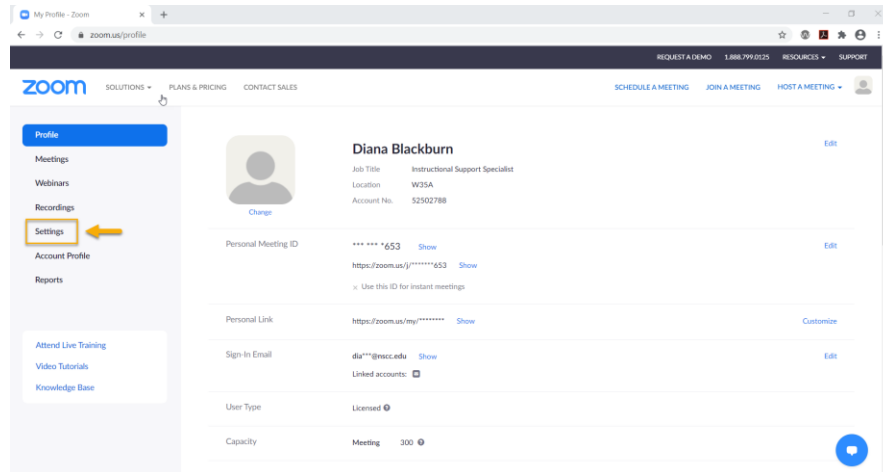 My Profile - Zoom
zoom.us/profile
REQUEST A DEMO 1.888.799.0125 RESOURCES SUPPORT
zoom SOLUTIONS PLANS & PRICING CONTACT SALES SCHEDULE A MEETING JOIN A MEETING HOST A MEETING
Profile
Meetings
Webinars
Recordings
Settings
Account Profile
Reports
Attend Live Training
Video Tutorials
Knowledge Base
Change
Diana Blackburn Edit
Job Title Instructional Support Specialist
Location W35A
Account No. 52502788
Personal Meeting ID *** *** *653 Show Edit
https://zoom.us/j/*******653 Show
× Use this ID for instant meetings
Personal Link https://zoom.us/my/******** Show Customize
Sign-In Email dia***@nscc.edu Show Edit
Linked accounts:
User Type Licensed
Capacity Meeting 300